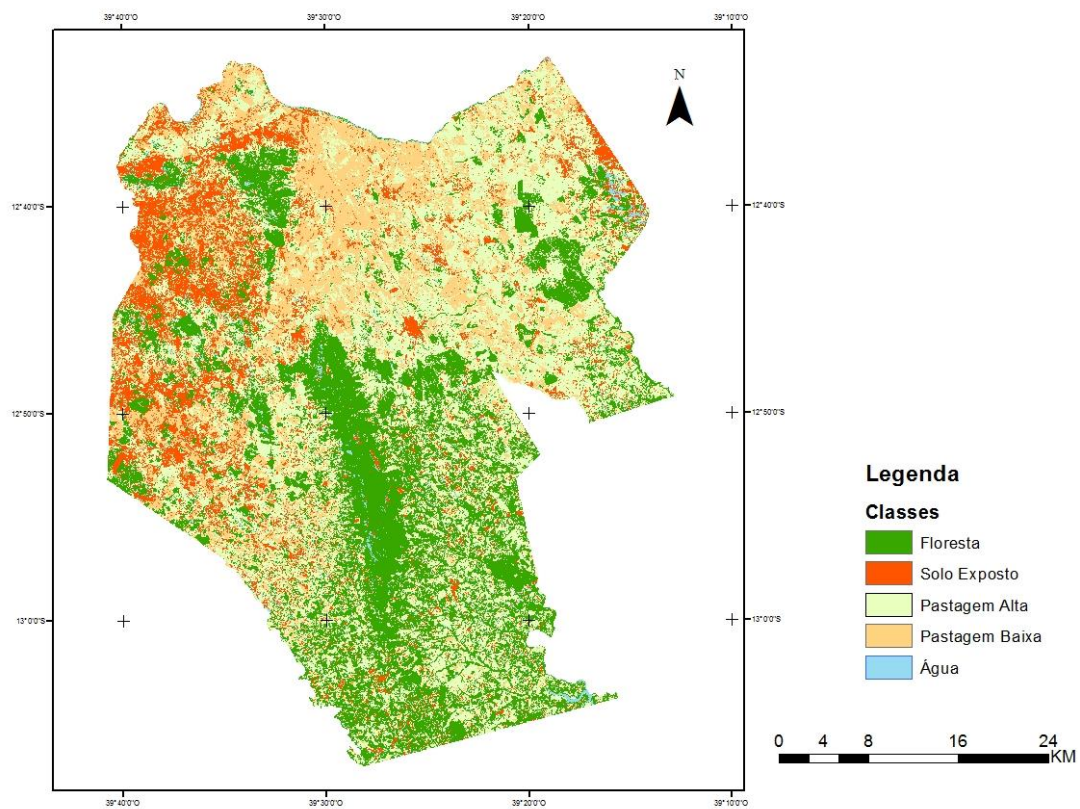 39°40'0"O 39°30'0"O 39°20'0"O 39°10'0"O
N
12°40'0"S 12°40'0"S
12°50'0"S 12°50'0"S
13°0'0"S 13°0'0"S
39°40'0"O 39°30'0"O 39°20'0"O 39°10'0"O
Legenda
Classes
Floresta
Solo Exposto
Pastagem Alta
Pastagem Baixa
Água
0 4 8 16 24
KM